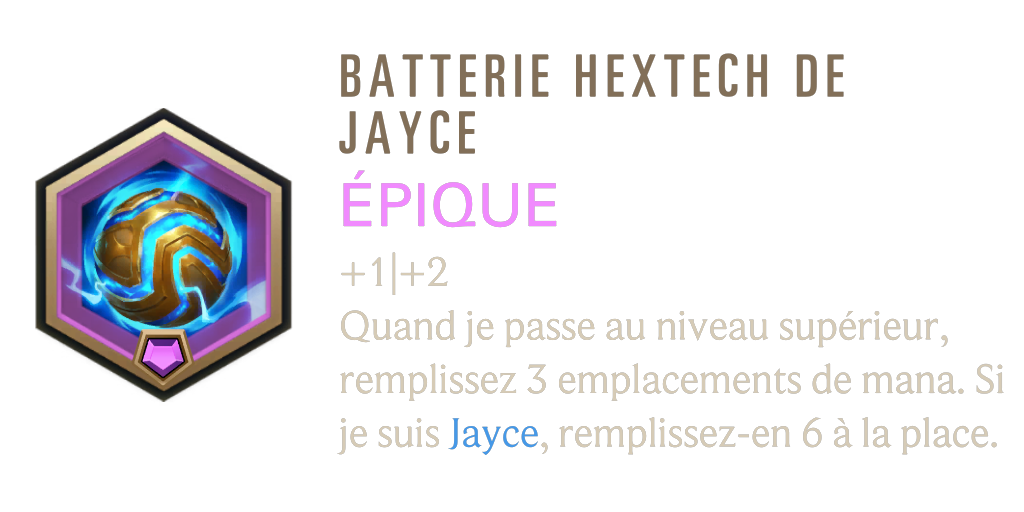 BATTERIE HEXTECH DE
JAYCE
ÉPIQUE
+1|+2
Quand je passe au niveau supérieur,
remplissez 3 emplacements de mana. Si
je suis Jayce, remplissez-en 6 à la place.